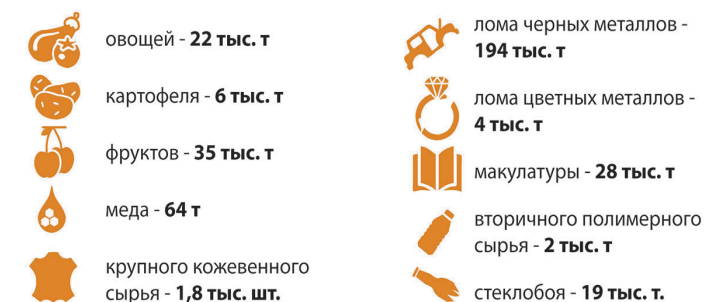 овощей - 22 тыс. т
картофеля - 6 тыс. т
фруктов - 35 тыс. т
меда - 64 т
крупного кожевенного
сырья - 1,8 тыс. шт.
лома черных металлов -
194 тыс. т
лома цветных металлов -
4 тыс. т
макулатуры - 28 тыс. т
вторичного полимерного
сырья - 2 тыс. т
стеклобоя - 19 тыс. т.